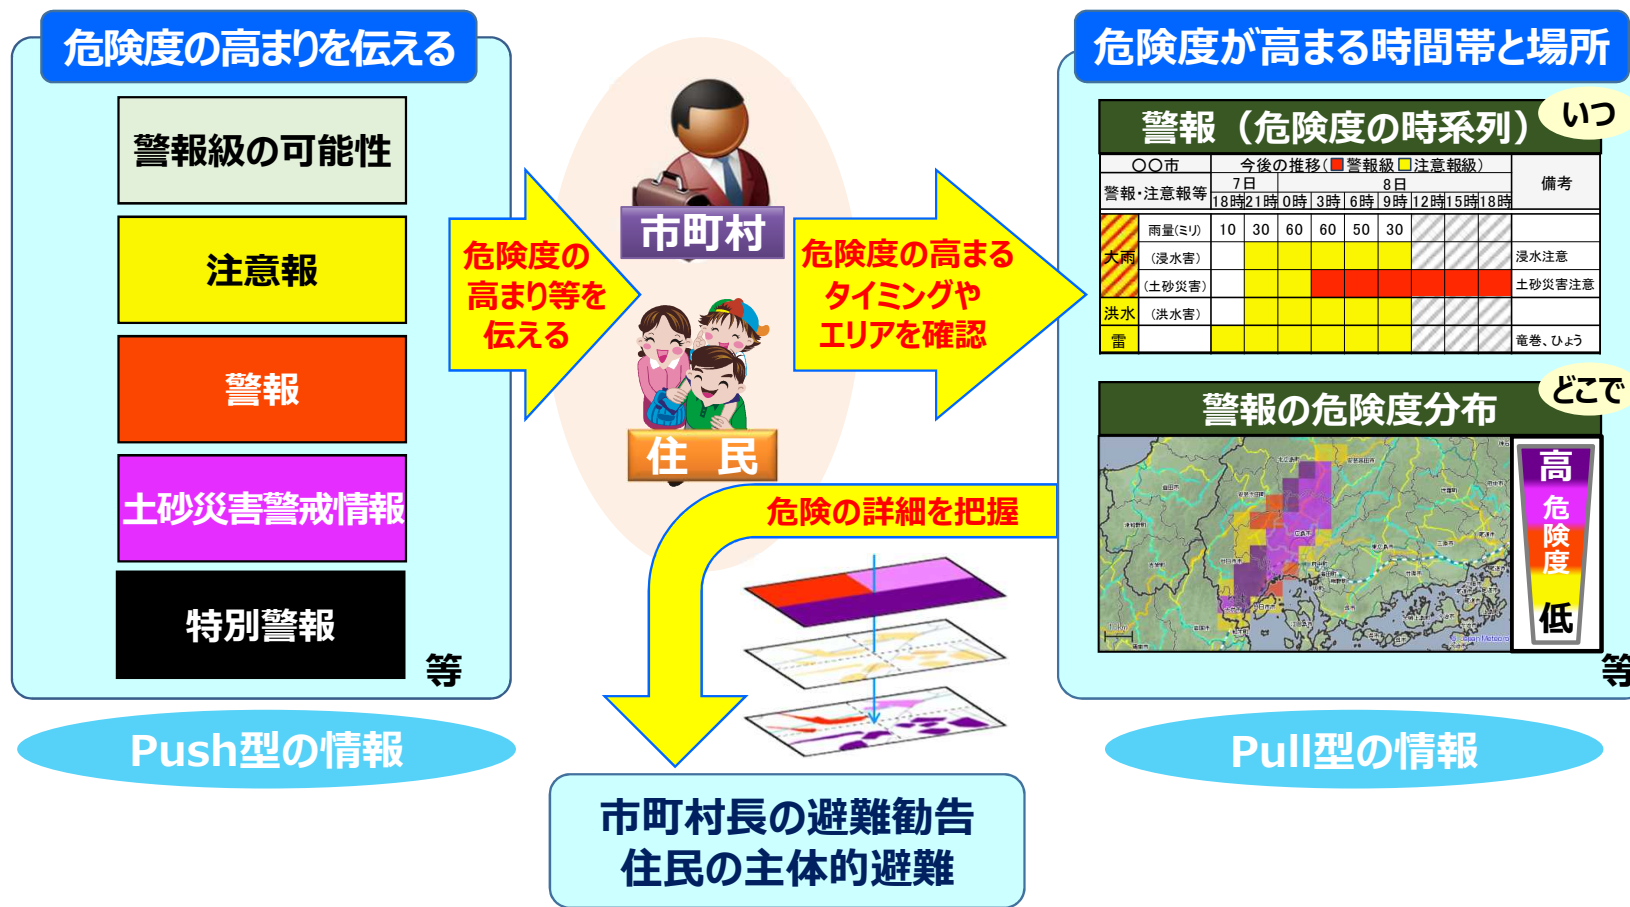 危険度の高まりを伝える
警報級の可能性
注意報
警報
土砂災害警戒情報
特別警報
等
Push型の情報
危険度の
高まり等を
伝える
市町村
住 民
危険度の高まる
タイミングや
エリアを確認
危険度が高まる時間帯と場所
いつ
警報（危険度の時系列）
〇〇市 今後の推移(■警報級□注意報級) 備考
警報・注意報等 7日 8日
18時 21時 0時 3時 6時 9時 12時 15時 18時
大雨 雨量(ミリ) 10 30 60 60 50 30
(浸水害) 浸水注意
(土砂災害) 土砂災害注意
洪水 (洪水害)
雷 竜巻、ひょう
どこで
警報の危険度分布
高
危険度
低
等
Pull型の情報
危険の詳細を把握
市町村長の避難勧告
住民の主体的避難